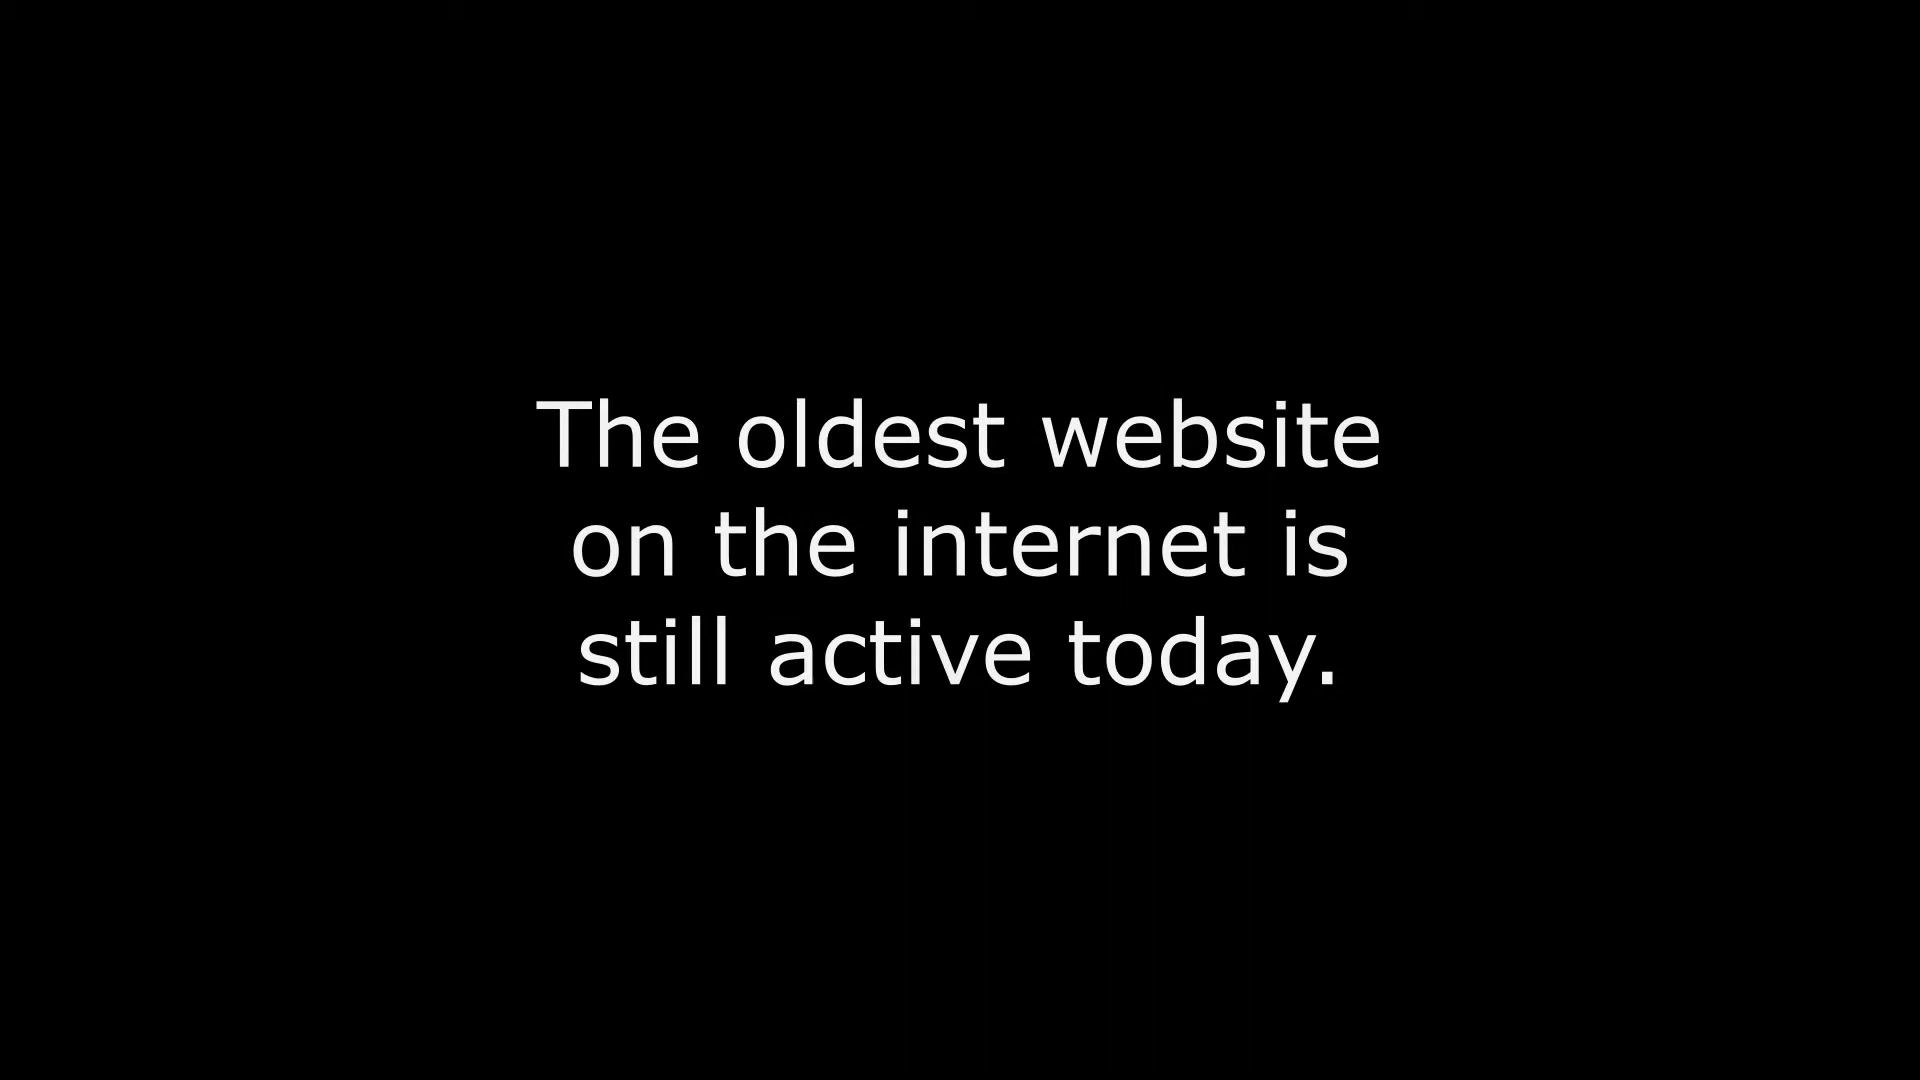 The oldest website
on the internet is
still active today.